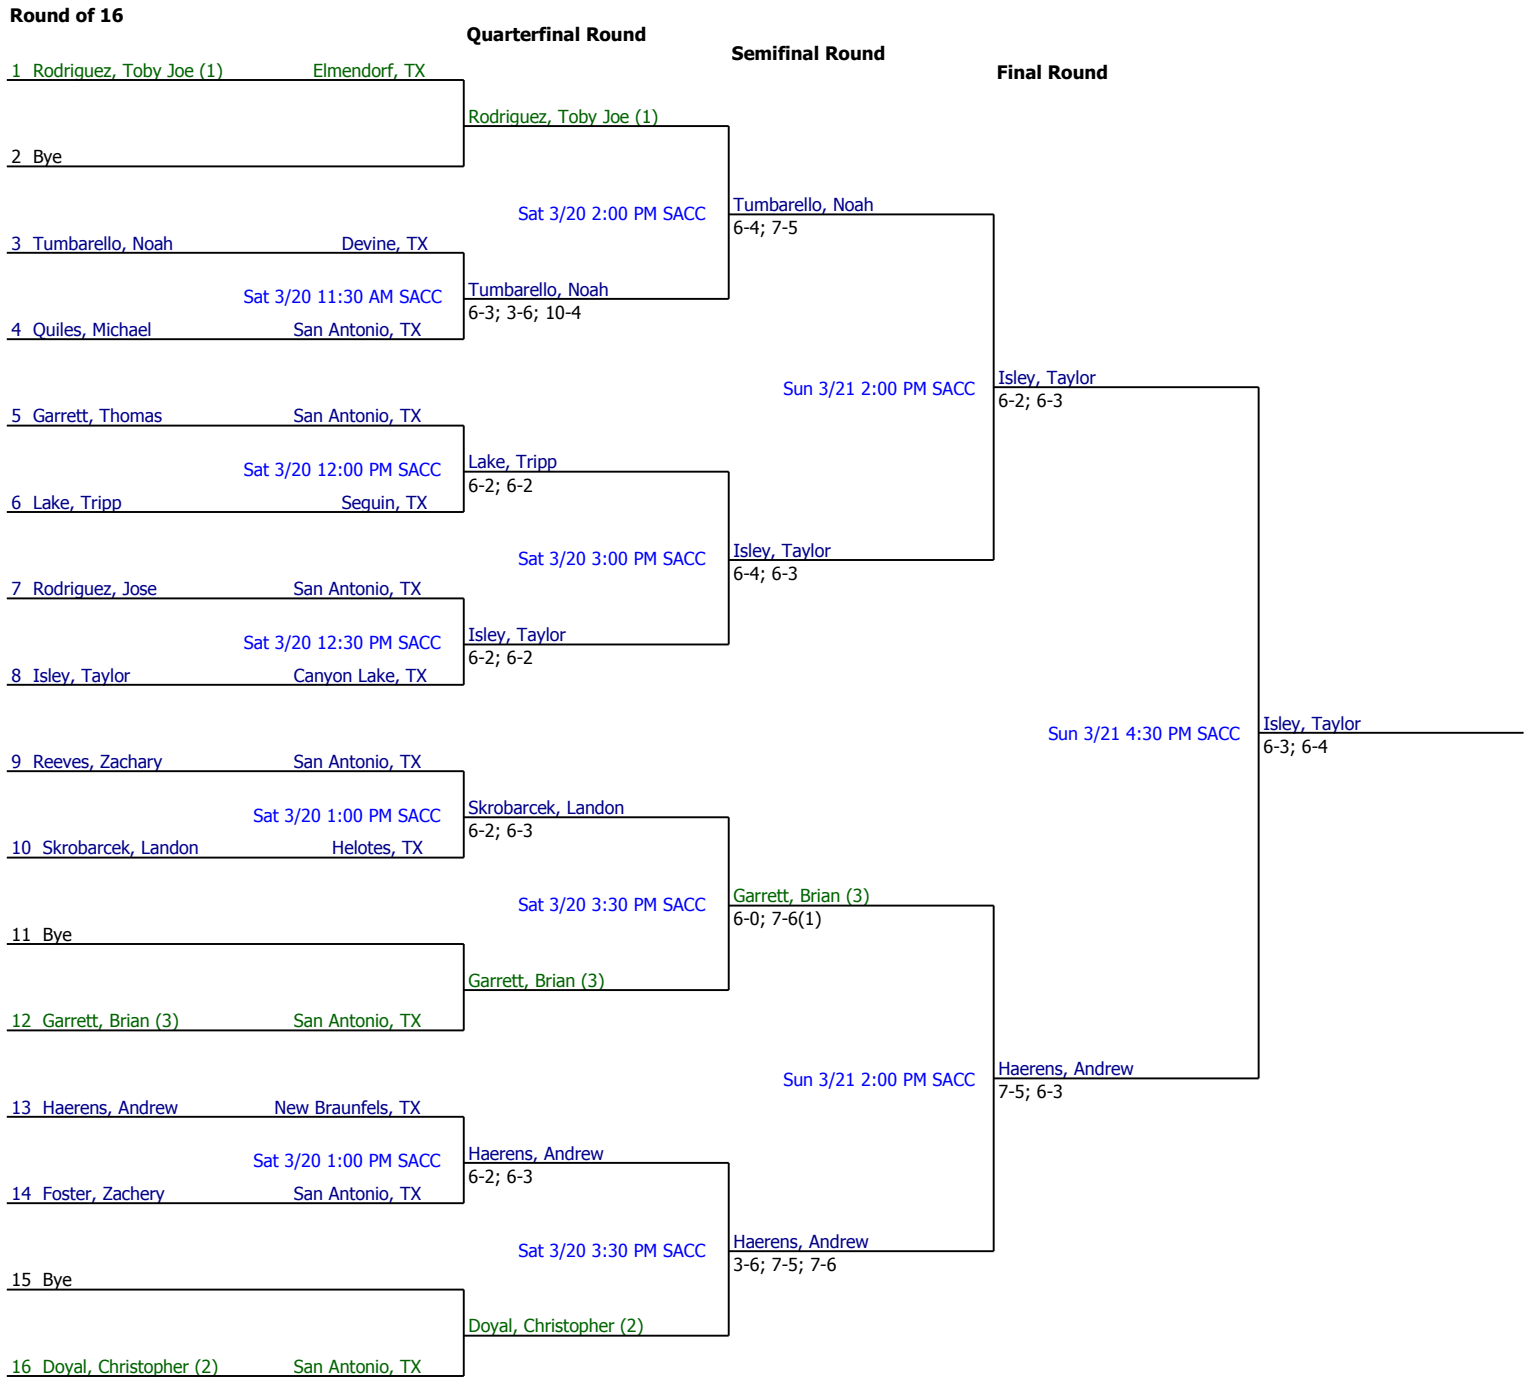 Round of 16
Quarterfinal Round
Semifinal Round
Final Round
1 Rodriguez, Toby Joe (1) Elmendorf, TX
Rodriguez, Toby Joe (1)
2 Bye
Sat 3/20 2:00 PM SACC
Tumbarello, Noah
6-4; 7-5
3 Tumbarello, Noah Devine, TX
Sat 3/20 11:30 AM SACC
Tumbarello, Noah
6-3; 3-6; 10-4
4 Quiles, Michael San Antonio, TX
Sun 3/21 2:00 PM SACC
Isley, Taylor
6-2; 6-3
5 Garrett, Thomas San Antonio, TX
Sat 3/20 12:00 PM SACC
Lake, Tripp
6-2; 6-2
6 Lake, Tripp Seguin, TX
Sat 3/20 3:00 PM SACC
Isley, Taylor
6-4; 6-3
7 Rodriguez, Jose San Antonio, TX
Sat 3/20 12:30 PM SACC
Isley, Taylor
6-2; 6-2
8 Isley, Taylor Canyon Lake, TX
Sun 3/21 4:30 PM SACC
Isley, Taylor
6-3; 6-4
9 Reeves, Zachary San Antonio, TX
Sat 3/20 1:00 PM SACC
Skrobarcek, Landon
6-2; 6-3
10 Skrobarcek, Landon Helotes, TX
Sat 3/20 3:30 PM SACC
Garrett, Brian (3)
6-0; 7-6(1)
11 Bye
Garrett, Brian (3)
12 Garrett, Brian (3) San Antonio, TX
Sun 3/21 2:00 PM SACC
Haerens, Andrew
7-5; 6-3
13 Haerens, Andrew New Braunfels, TX
Sat 3/20 1:00 PM SACC
Haerens, Andrew
6-2; 6-3
14 Foster, Zachery San Antonio, TX
Sat 3/20 3:30 PM SACC
Haerens, Andrew
3-6; 7-5; 7-6
15 Bye
Doyal, Christopher (2)
16 Doyal, Christopher (2) San Antonio, TX